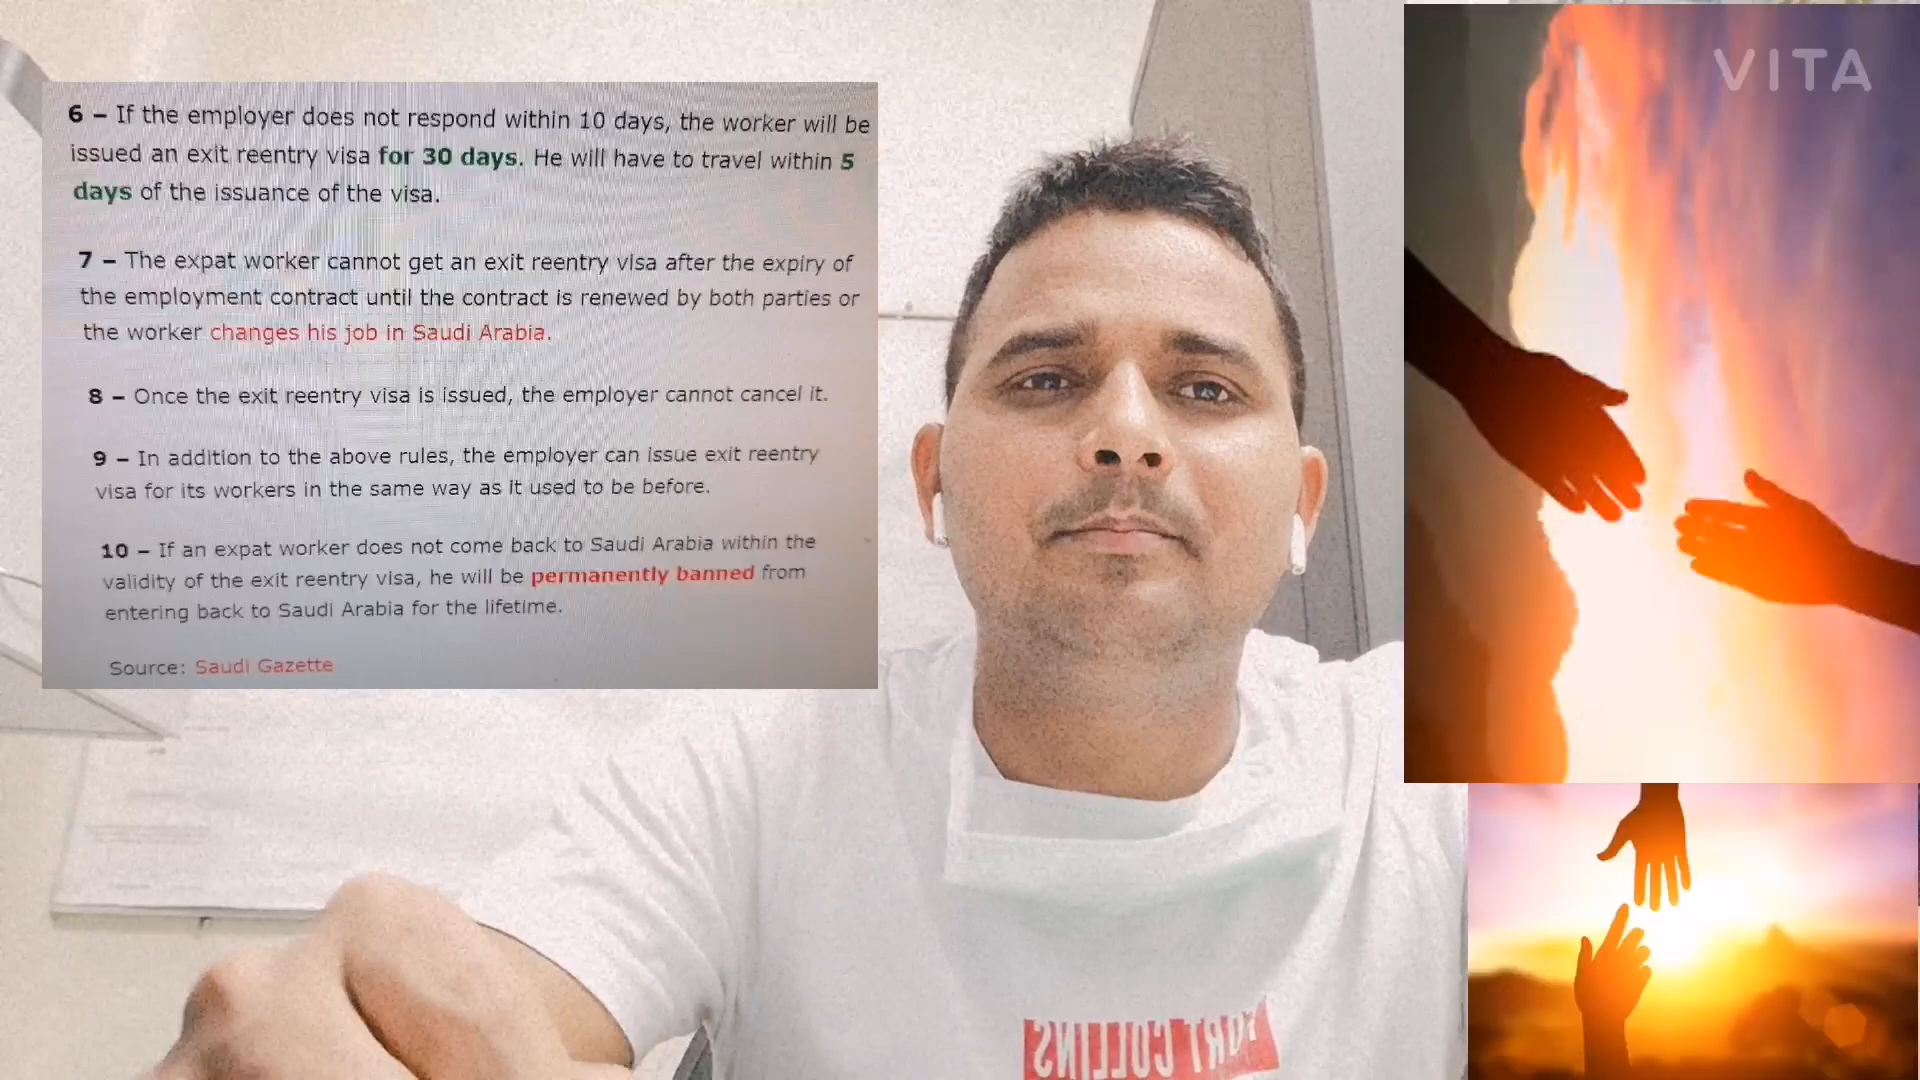 6 – If the employer does not respond within 10 days, the worker will be
issued an exit reentry visa for 30 days. He will have to travel within 5
days of the issuance of the visa.
7 – The expat worker cannot get an exit reentry visa after the expiry of
the employment contract until the contract is renewed by both parties or
the worker changes his job in Saudi Arabia.
8 – Once the exit reentry visa is issued, the employer cannot cancel it.
9 – In addition to the above rules, the employer can issue exit reentry
visa for its workers in the same way as it used to be before.
10 – If an expat worker does not come back to Saudi Arabia within the
validity of the exit reentry visa, he will be permanently banned from
entering back to Saudi Arabia for the lifetime.
Source: Saudi Gazette
VITA
FORT COLLINS